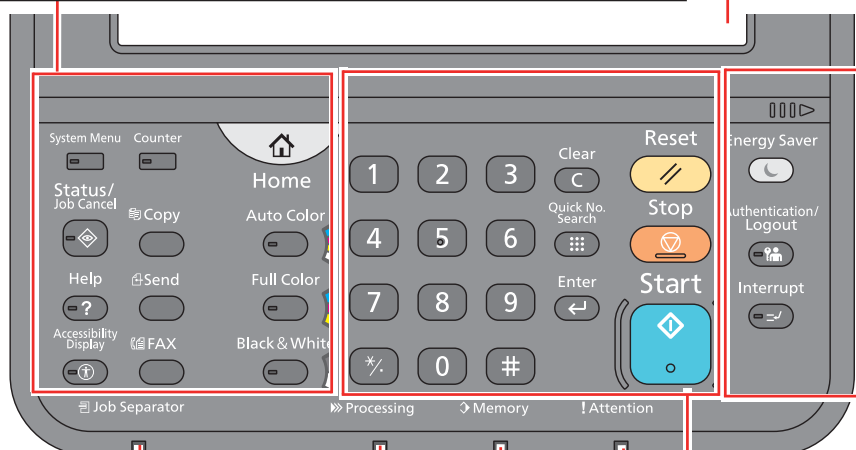 System Menu
Counter
Home
Status/
Job Cancel
Copy
Auto Color
Help
Send
Full Color
?
Accessibility
Display
FAX
Black & White
1
2
3
Clear
C
Reset
4
5
6
Quick No.
Search
Stop
7
8
9
Enter
Start
*/.
0
#
Energy Saver
Authentication/
Logout
Interrupt
Job Separator
Processing
Memory
! Attention